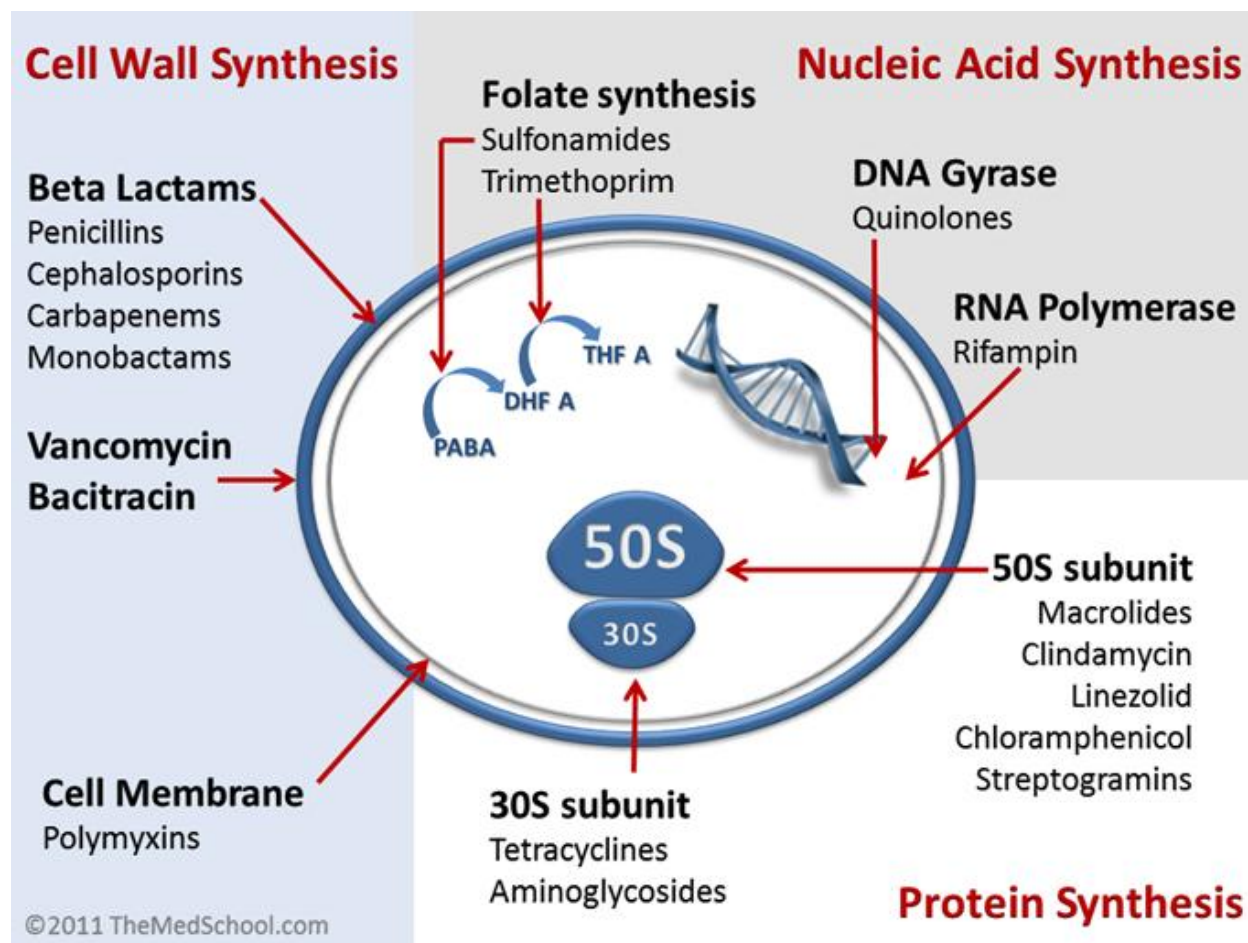 Cell Wall Synthesis
Beta Lactams
Penicillins
Cephalosporins
Carbapenems
Monobactams
Vancomycin
Bacitracin
Cell Membrane
Polymyxins
©2011 TheMedSchool.com
Nucleic Acid Synthesis
Folate synthesis
Sulfonamides
Trimethoprim
DNA Gyrase
Quinolones
RNA Polymerase
Rifampin
THF A
DHF A
PABA
50S
30S
50S subunit
Macrolides
Clindamycin
Linezolid
Chloramphenicol
Streptogramins
30S subunit
Tetracyclines
Aminoglycosides
Protein Synthesis